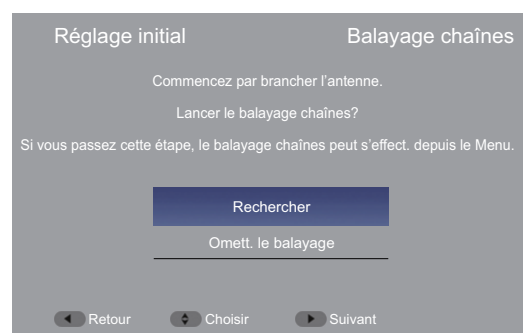 Réglage initial Balayage chaînes
Commencez par brancher l'antenne.
Lancer le balayage chaînes?
Si vous passez cette étape, le balayage chaînes peut s'effect. depuis le Menu.
Rechercher
Omett. le balayage
Retour Choisir Suivant